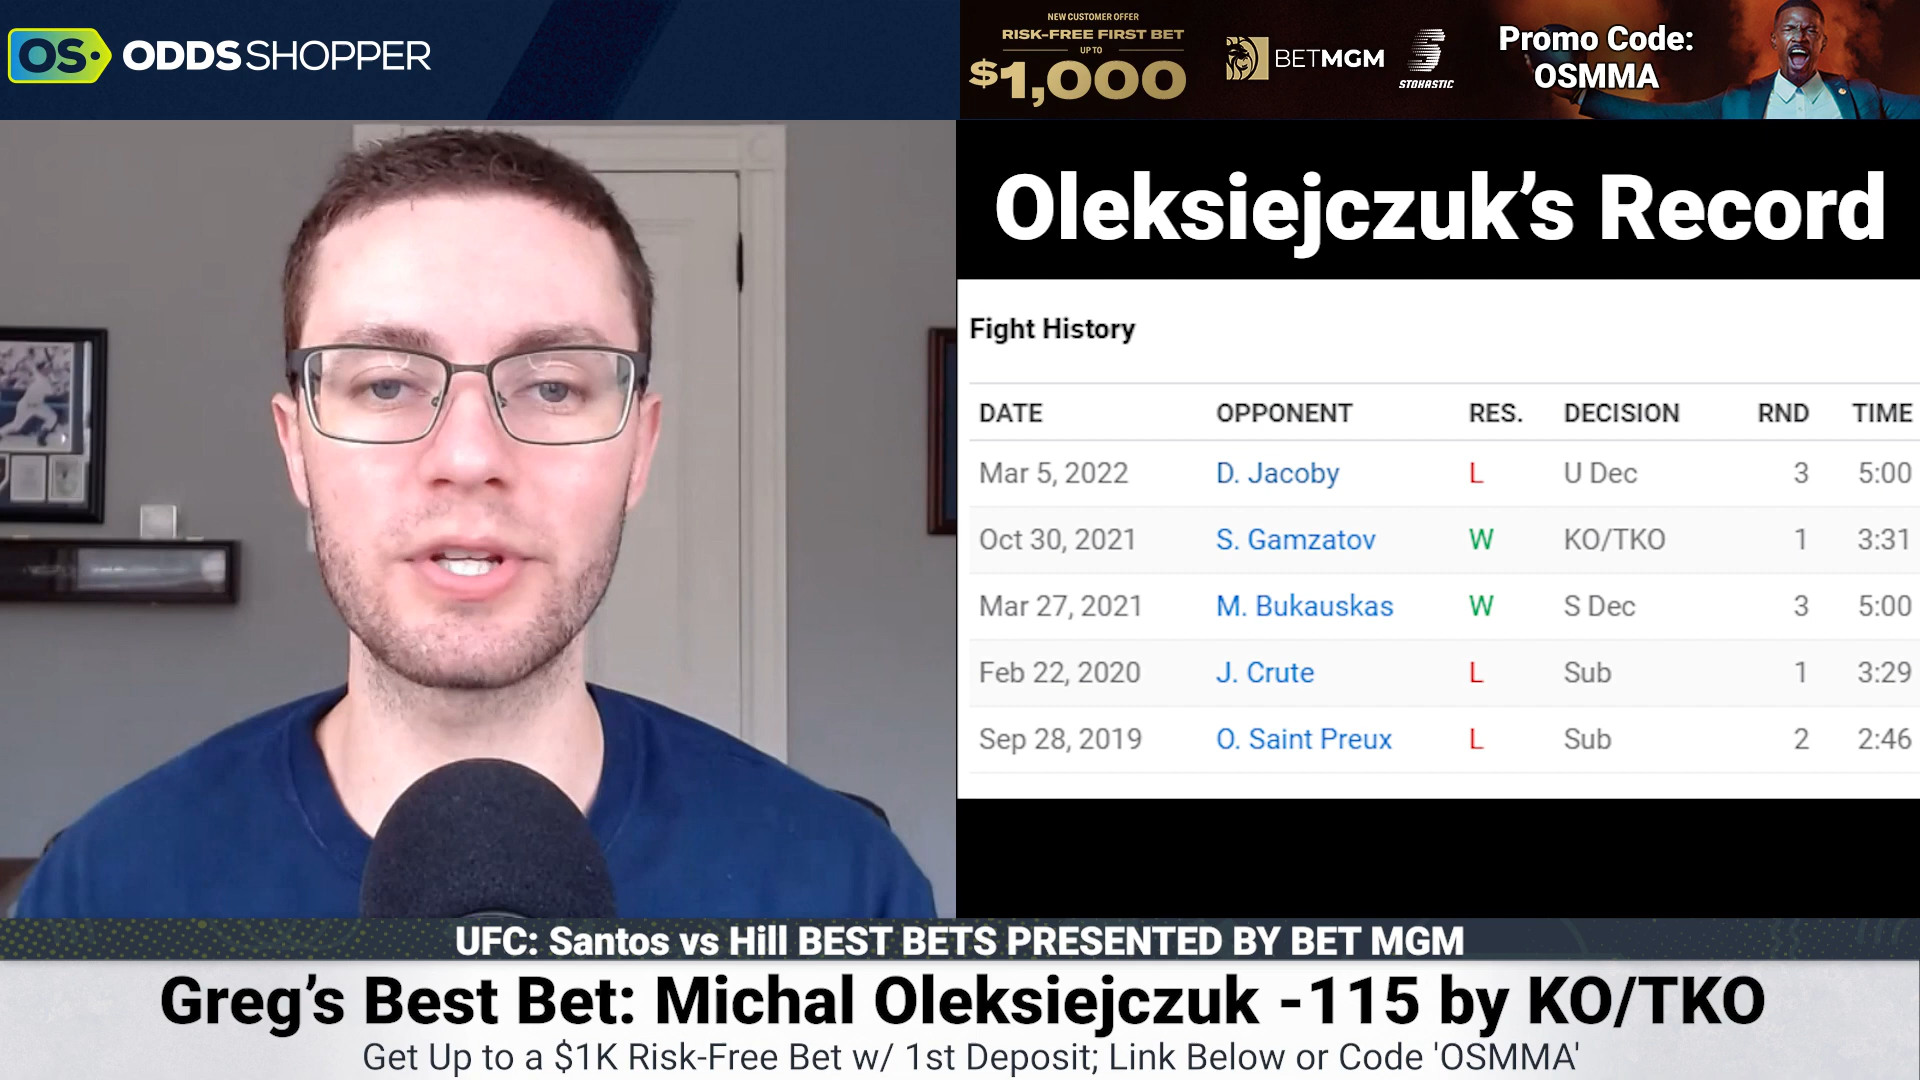 OS.
ODDSSHOPPER
NEW CUSTOMER OFFER
RISK-FREE FIRST BET
UP TO
$1,000
BETMGM
STOKASTIC
Promo Code:
OSMMA
Oleksiejczuk’s Record
Fight History
DATE OPPONENT RES. DECISION RND TIME
Mar 5, 2022 D. Jacoby L U Dec 3 5:00
Oct 30, 2021 S. Gamzatov W KO/TKO 1 3:31
Mar 27, 2021 M. Bukauskas W S Dec 3 5:00
Feb 22, 2020 J. Crute L Sub 1 3:29
Sep 28, 2019 O. Saint Preux L Sub 2 2:46
UFC: Santos vs Hill BEST BETS PRESENTED BY BET MGM
Greg’s Best Bet: Michal Oleksiejczuk -115 by KO/TKO
Get Up to a $1K Risk-Free Bet w/ 1st Deposit; Link Below or Code 'OSMMA'